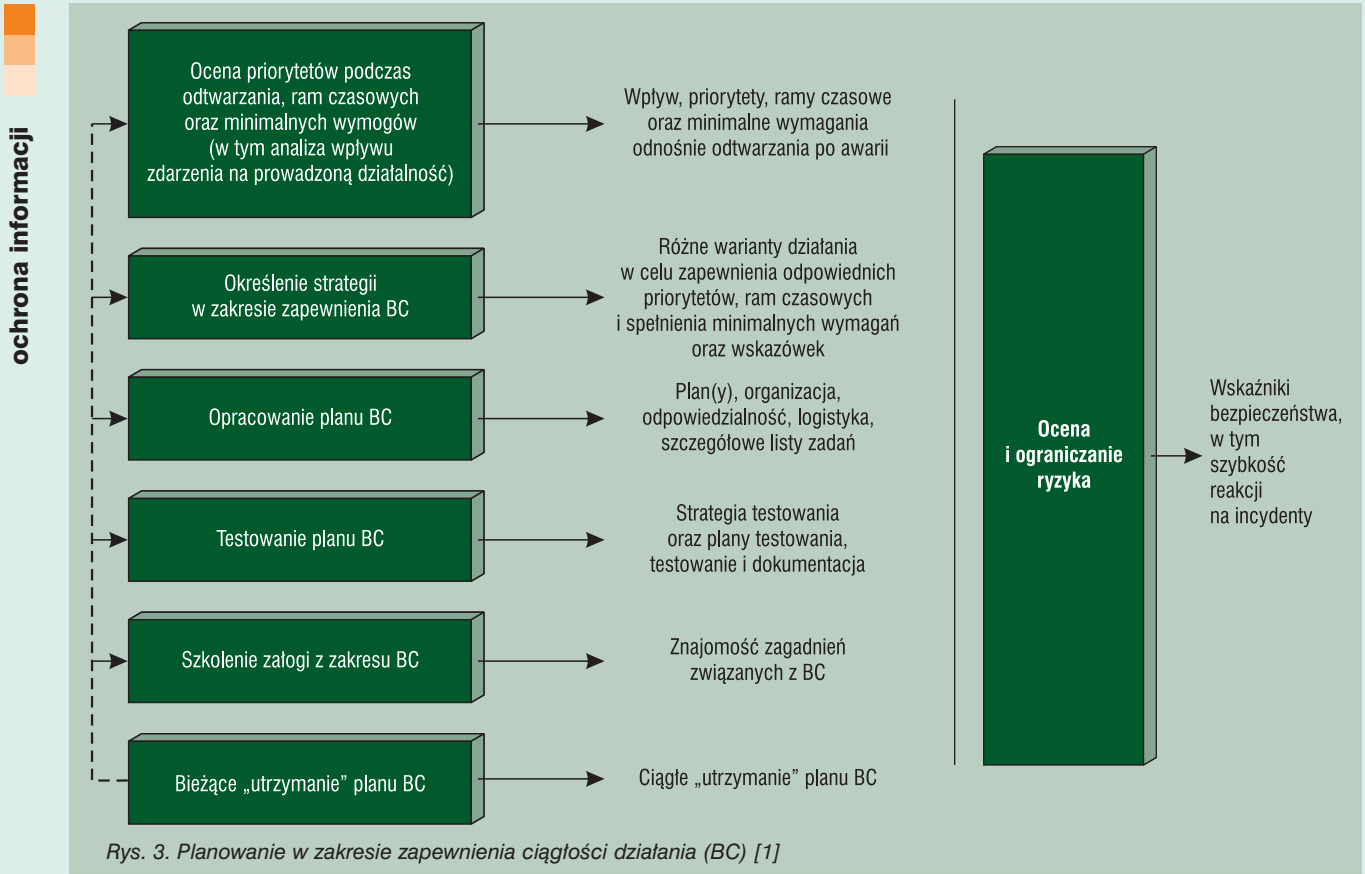 ochrona informacji
Ocena priorytetów podczas
odtwarzania, ram czasowych
oraz minimalnych wymogów
(w tym analiza wpływu
zdarzenia na prowadzoną działalność)
Wpływ, priorytety, ramy czasowe
oraz minimalne wymagania
odnośnie odtwarzania po awarii
Określenie strategii
w zakresie zapewnienia BC
Różne warianty działania
w celu zapewnienia odpowiednich
priorytetów, ram czasowych
i spełnienia minimalnych wymagań
oraz wskazówek
Opracowanie planu BC
Plan(y), organizacja,
odpowiedzialność, logistyka,
szczegółowe listy zadań
Testowanie planu BC
Strategia testowania
oraz plany testowania,
testowanie i dokumentacja
Szkolenie załogi z zakresu BC
Znajomość zagadnień
związanych z BC
Bieżące „utrzymanie” planu BC
Ciągłe „utrzymanie” planu BC
Ocena
i ograniczanie
ryzyka
Wskaźniki
bezpieczeństwa,
w tym
szybkość
reakcji
na incydenty
Rys. 3. Planowanie w zakresie zapewnienia ciągłości działania (BC) [1]